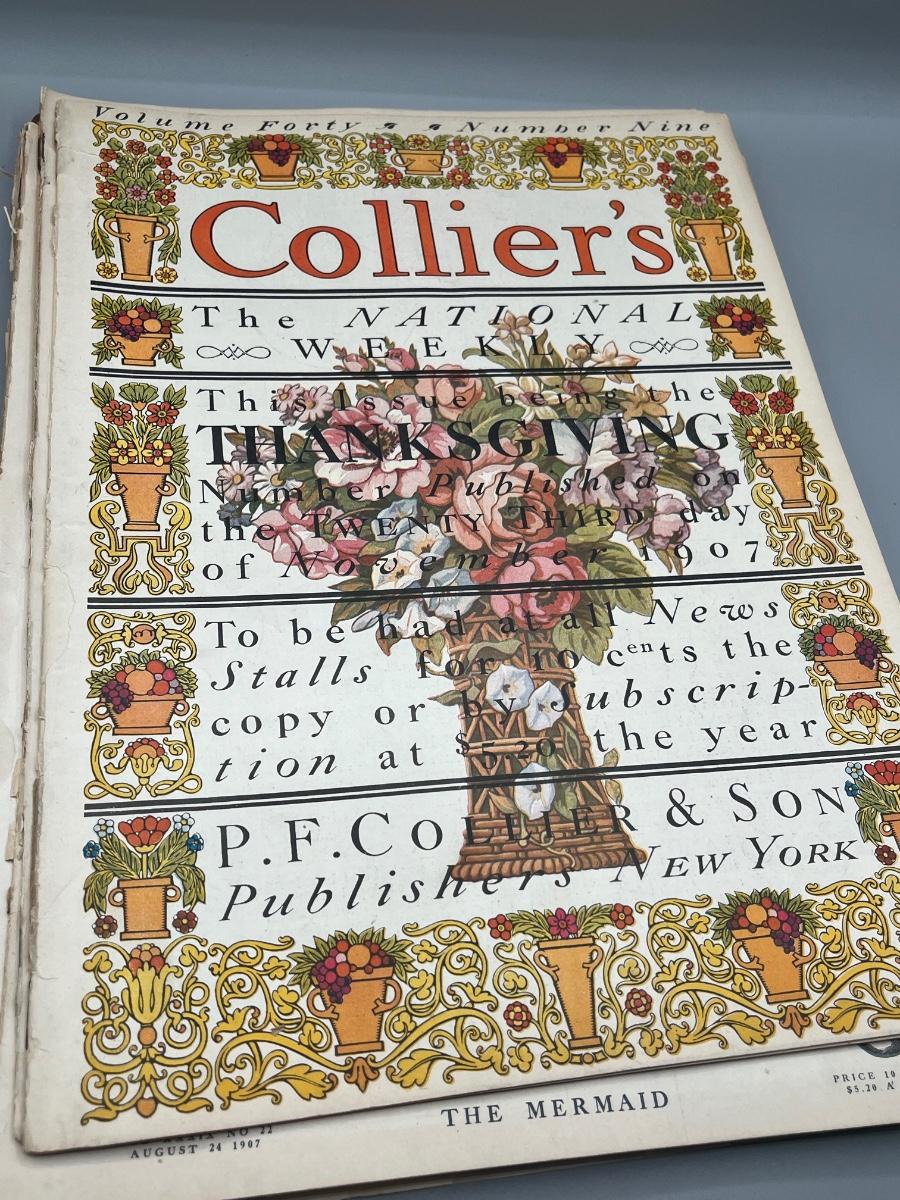 Volume Forty Number Nine
Collier's
The NATIONAL
WEEKLY
This Issue being the
THANKSGIVING
Number Published on
the TWENTY THIRD day
of November 1907
To be had at all News
Stalls for 10 cents the
copy or by Subscrip-
tion at $5.20 the year
P.F. COLLIER & SON
Publishers NEW YORK
THE MERMAID
PRICE 10
$5.20 A
NO 22
AUGUST 24 1907